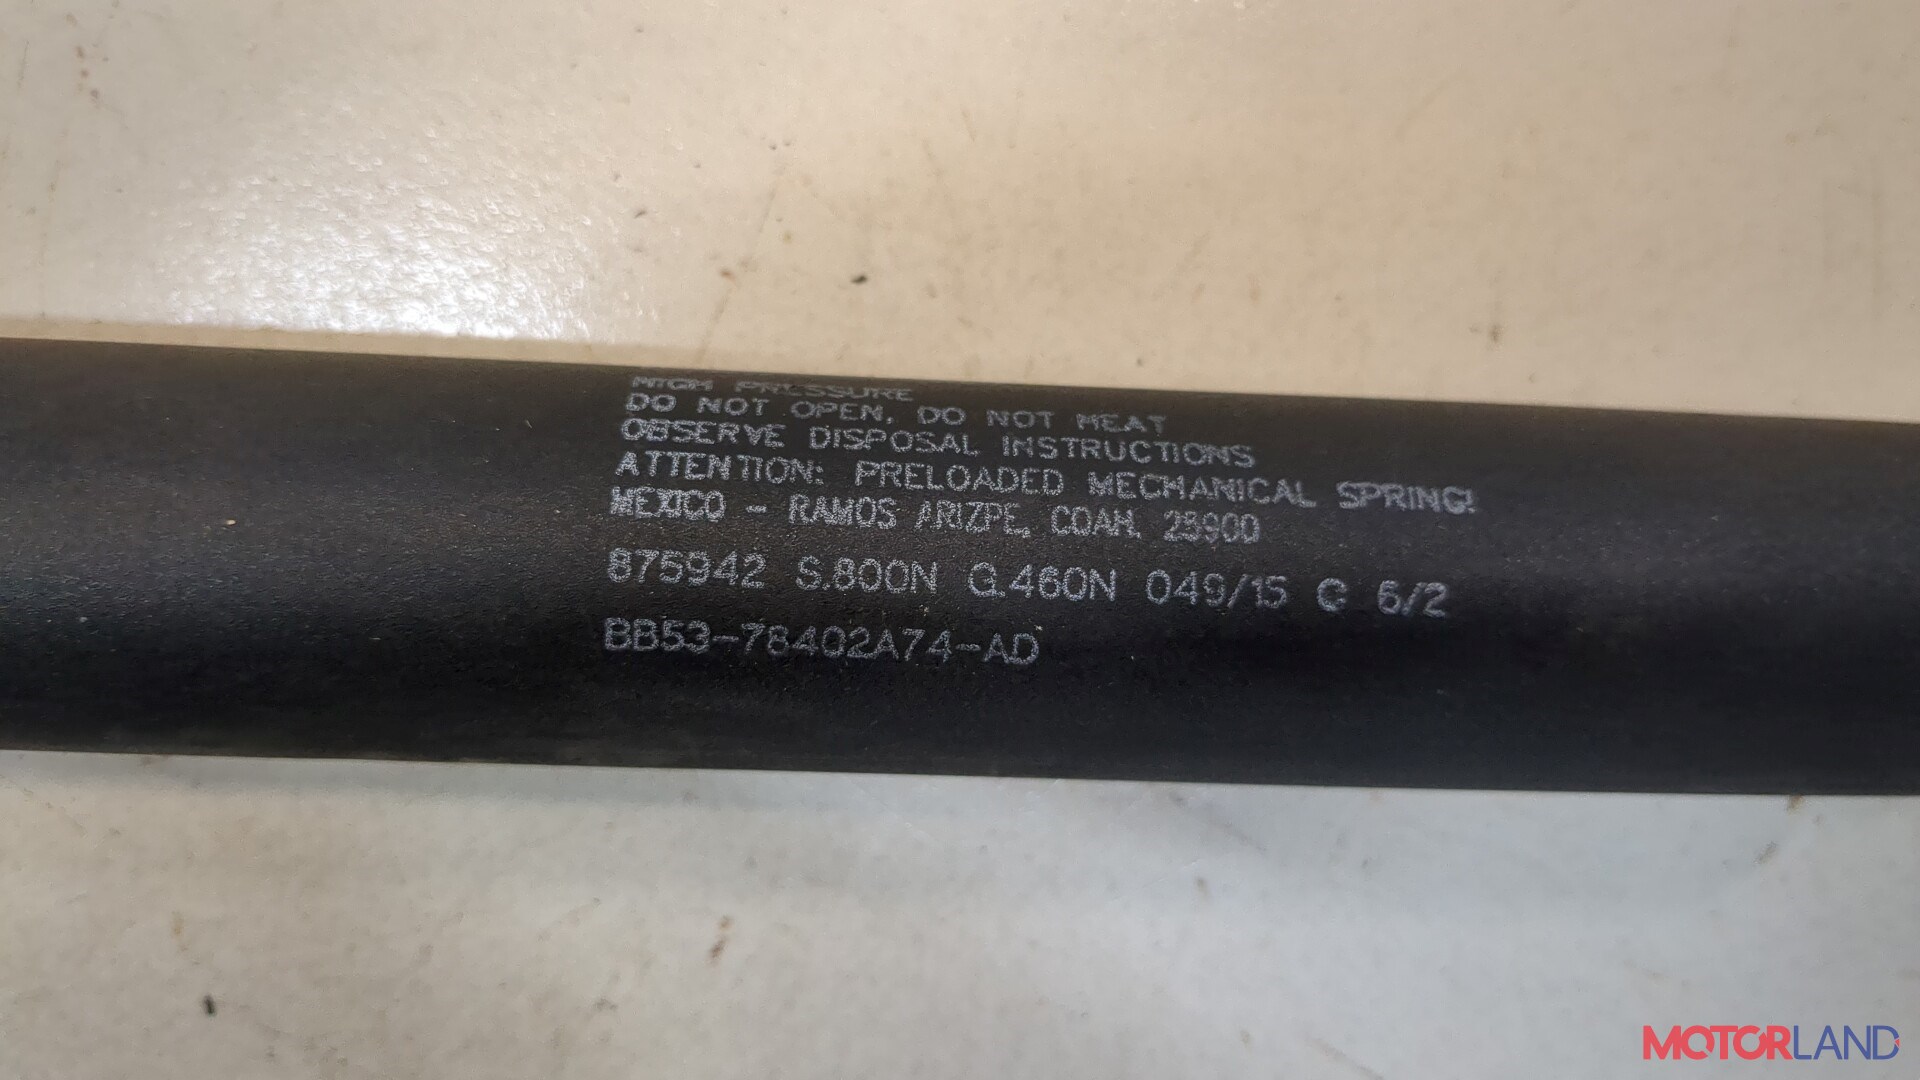 HIGH PRESSURE
DO NOT OPEN, DO NOT HEAT
OBSERVE DISPOSAL INSTRUCTIONS
ATTENTION: PRELOADED MECHANICAL SPRING!
MEXICO - RAMOS ARIZPE, COAH. 25900
875942 S.800N G.460N 049/15 C 6/2
BB53-78402A74-AD
MOTORLAND